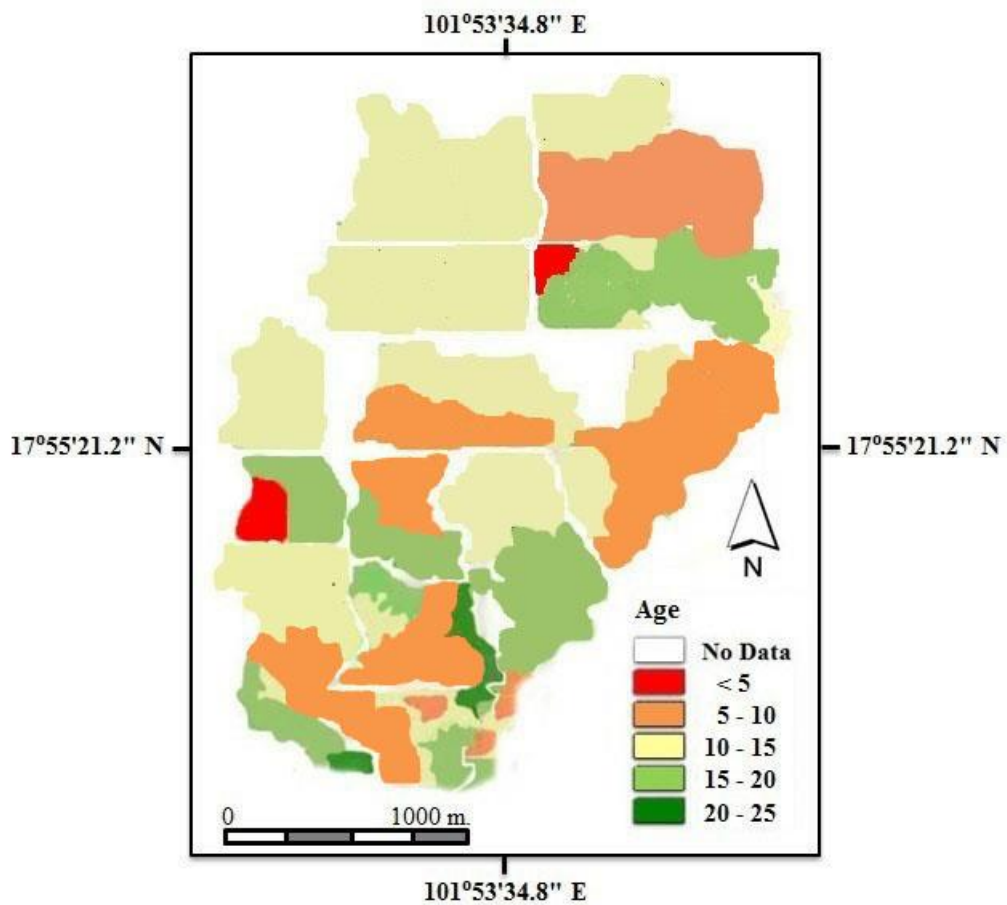 101°53'34.8" E
17°55'21.2" N
17°55'21.2" N
N
Age
No Data
< 5
5 - 10
10 - 15
15 - 20
20 - 25
0 1000 m.
101°53'34.8" E